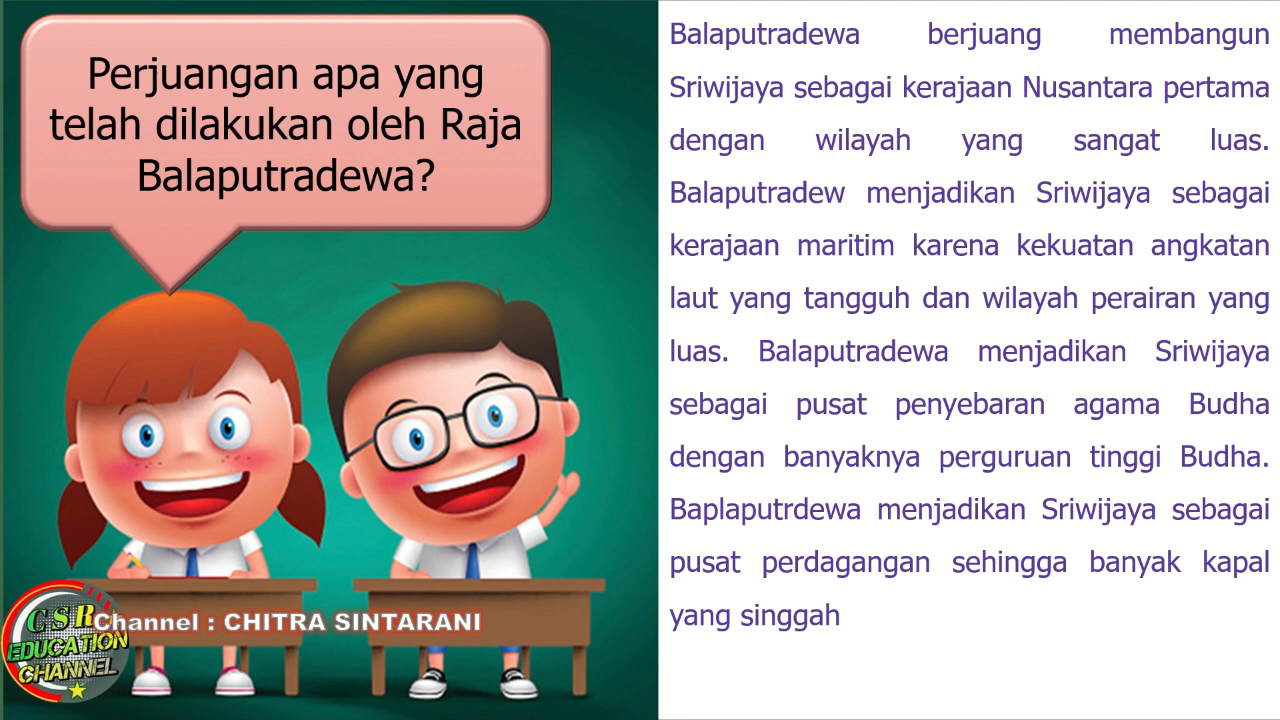 Perjuangan apa yang
telah dilakukan oleh Raja
Balaputradewa?
Balaputradewa berjuang membangun
Sriwijaya sebagai kerajaan Nusantara pertama
dengan wilayah yang sangat luas.
Balaputradew menjadikan Sriwijaya sebagai
kerajaan maritim karena kekuatan angkatan
laut yang tangguh dan wilayah perairan yang
luas. Balaputradewa menjadikan Sriwijaya
sebagai pusat penyebaran agama Budha
dengan banyaknya perguruan tinggi Budha.
Baplaputrdewa menjadikan Sriwijaya sebagai
pusat perdagangan sehingga banyak kapal
yang singgah
Channel : CHITRA SINTARANI
CSR
EDUCATION
CHANNEL